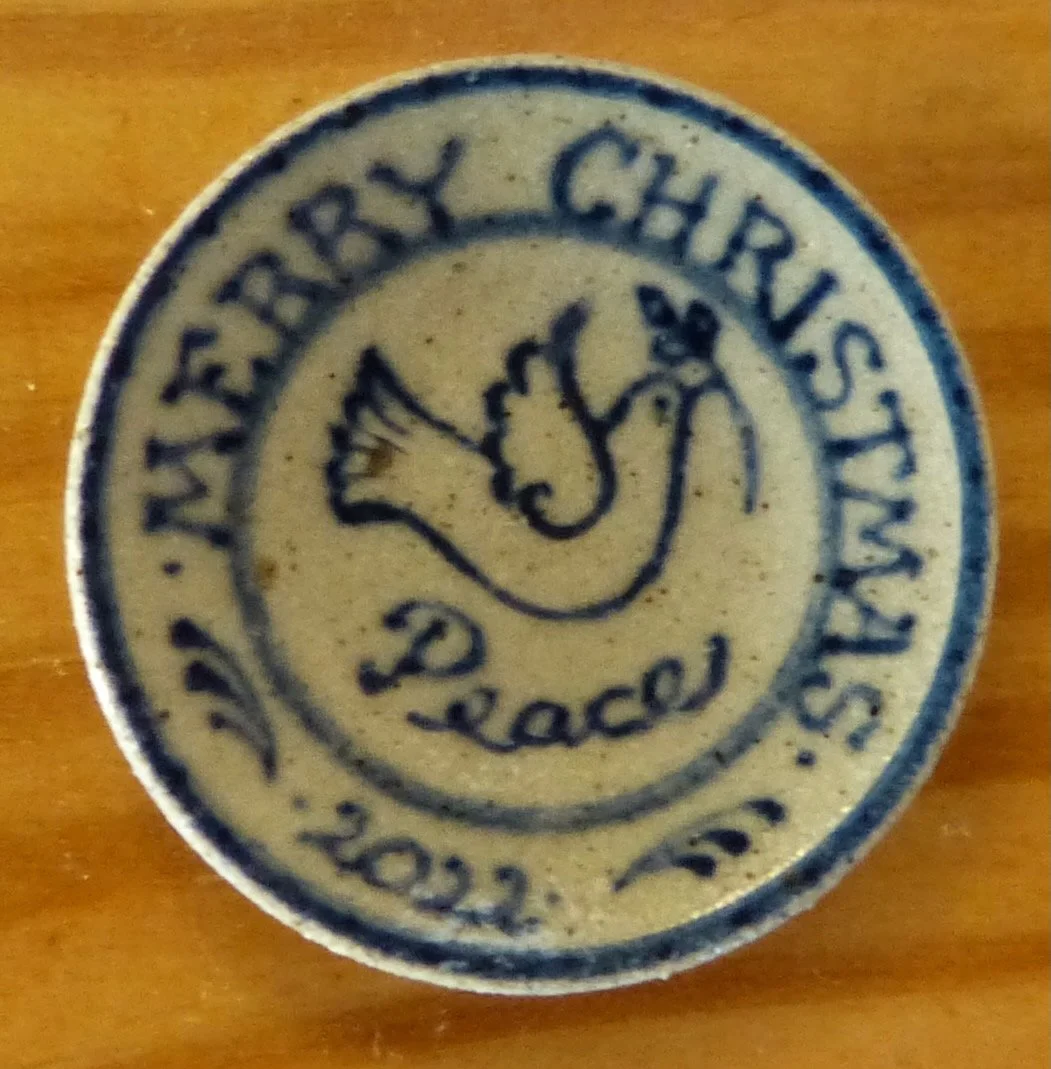 ·MERRY CHRISTMAS·
Peace
·2022·